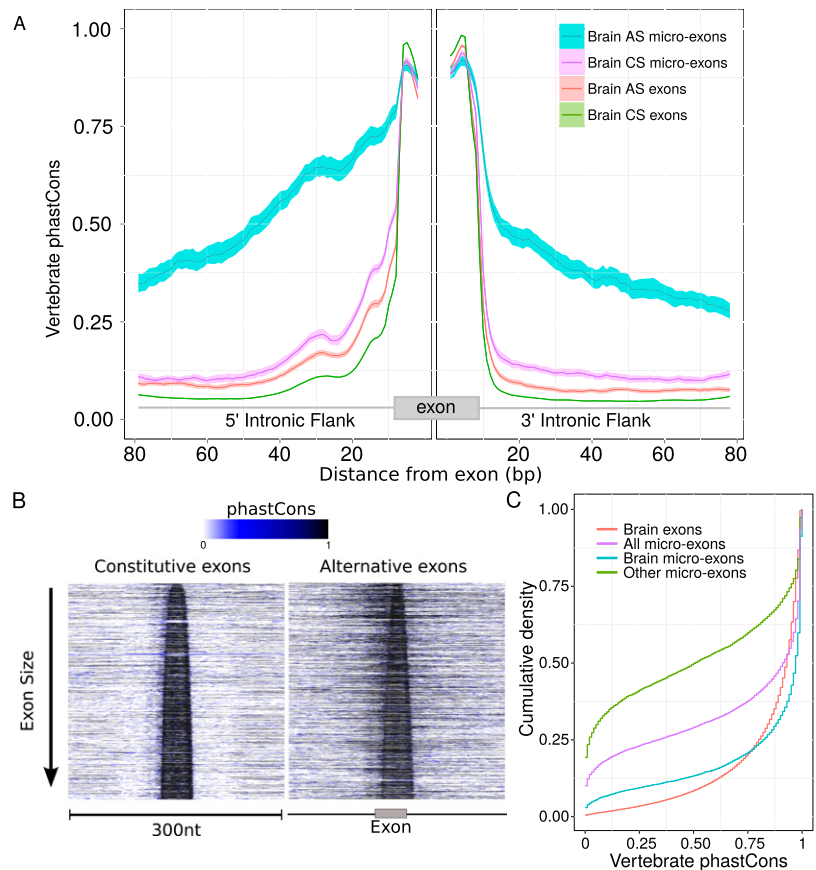 A
Vertebrate phastCons
1.00
0.75
0.50
0.25
0.00
Brain AS micro-exons
Brain CS micro-exons
Brain AS exons
Brain CS exons
exon
5' Intronic Flank
3' Intronic Flank
80 60 40 20 20 40 60 80
Distance from exon (bp)
B
phastCons
0 1
Constitutive exons
Alternative exons
Exon Size
300nt
Exon
C
Cumulative density
1.00
0.75
0.50
0.25
0.00
Brain exons
All micro-exons
Brain micro-exons
Other micro-exons
0 0.25 0.50 0.75 1
Vertebrate phastCons